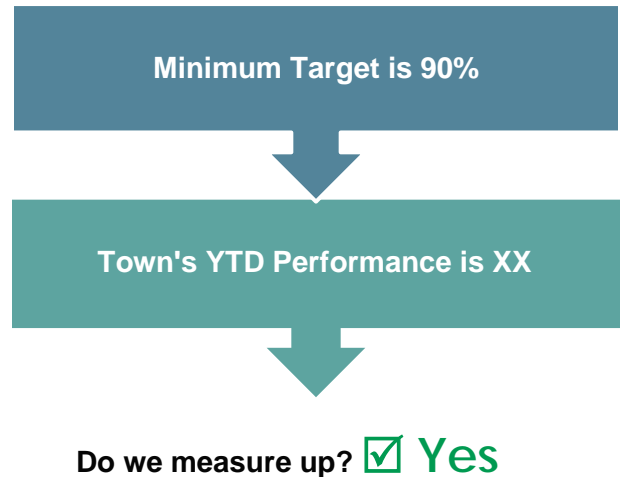 Minimum Target is 90%
Town's YTD Performance is XX
Do we measure up? ☑ Yes